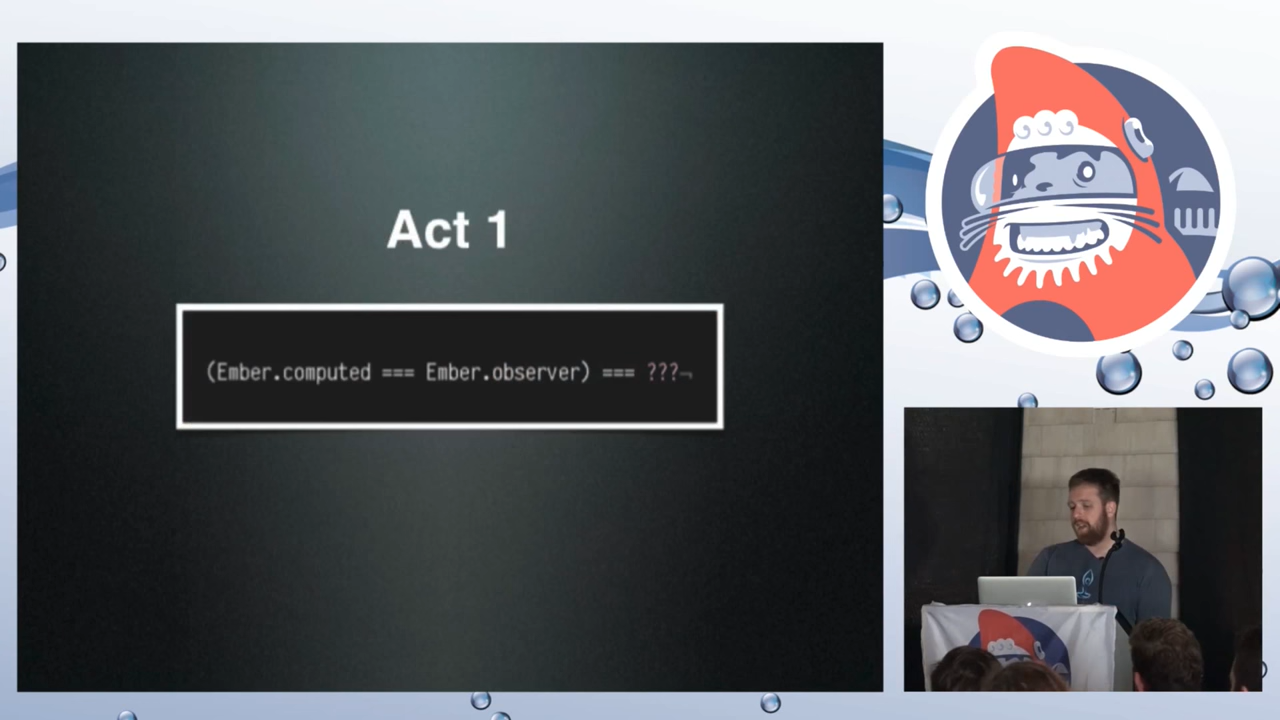 Act 1
(Ember.computed === Ember.observer) === ???¬